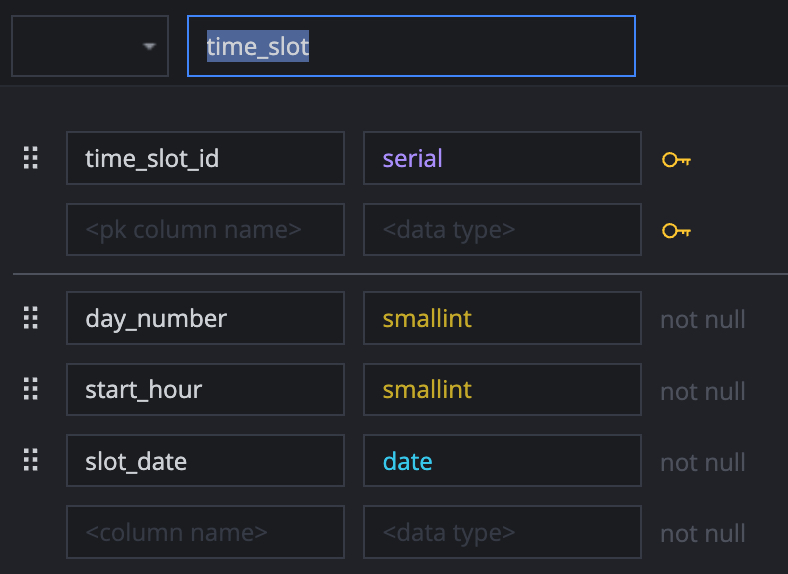 time_slot
time_slot_id serial
<pk column name> <data type>
day_number smallint not null
start_hour smallint not null
slot_date date not null
<column name> <data type> not null